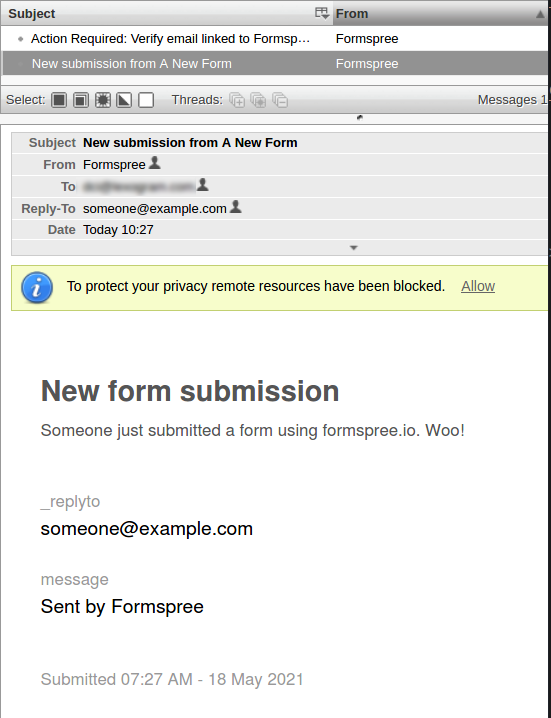 Subject From
Action Required: Verify email linked to Formsp… Formspree
New submission from A New Form Formspree
Select: Threads: Messages 1
Subject New submission from A New Form
From Formspree
To
Reply-To someone@example.com
Date Today 10:27
To protect your privacy remote resources have been blocked. Allow
New form submission
Someone just submitted a form using formspree.io. Woo!
_replyto
someone@example.com
message
Sent by Formspree
Submitted 07:27 AM - 18 May 2021